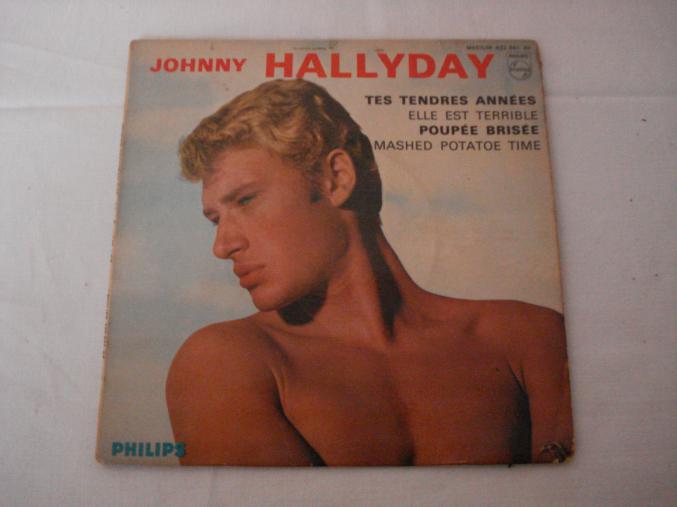 JOHNNY HALLYDAY
TES TENDRES ANNÉES
ELLE EST TERRIBLE
POUPÉE BRISÉE
MASHED POTATOE TIME
PHILIPS